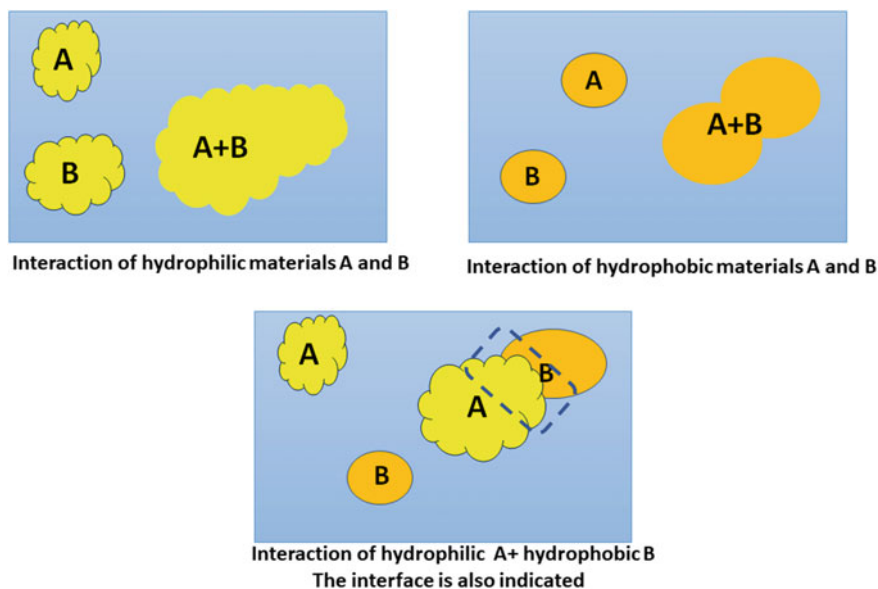 A
B
A+B
Interaction of hydrophilic materials A and B
A
B
A+B
Interaction of hydrophobic materials A and B
A
B
A
B
Interaction of hydrophilic A+ hydrophobic B
The interface is also indicated